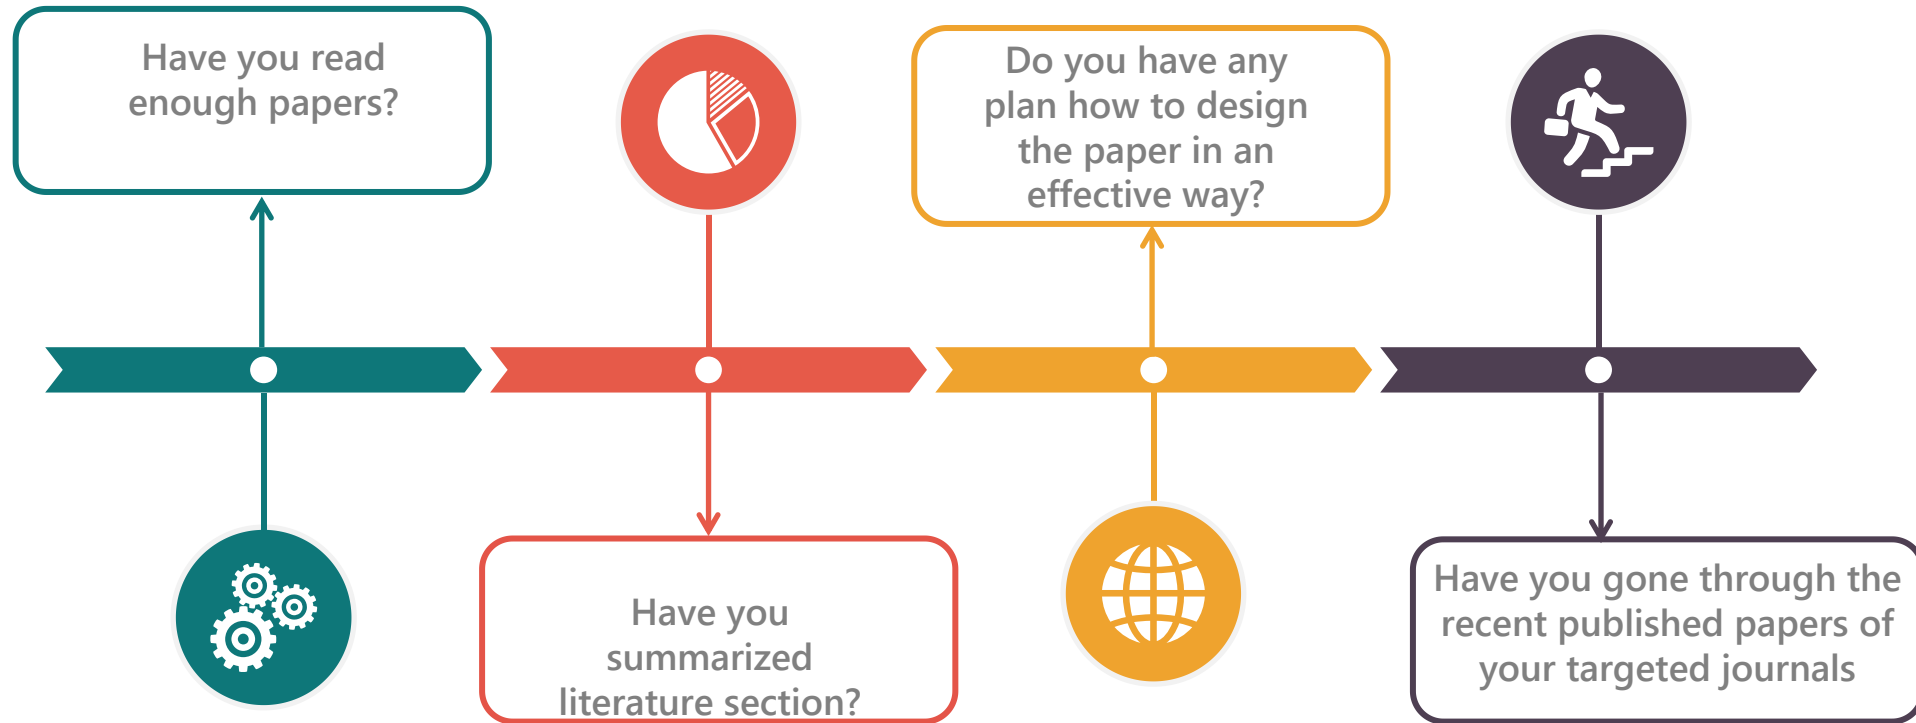 Have you read
enough papers?
Have you
summarized
literature section?
Do you have any
plan how to design
the paper in an
effective way?
Have you gone through the
recent published papers of
your targeted journals